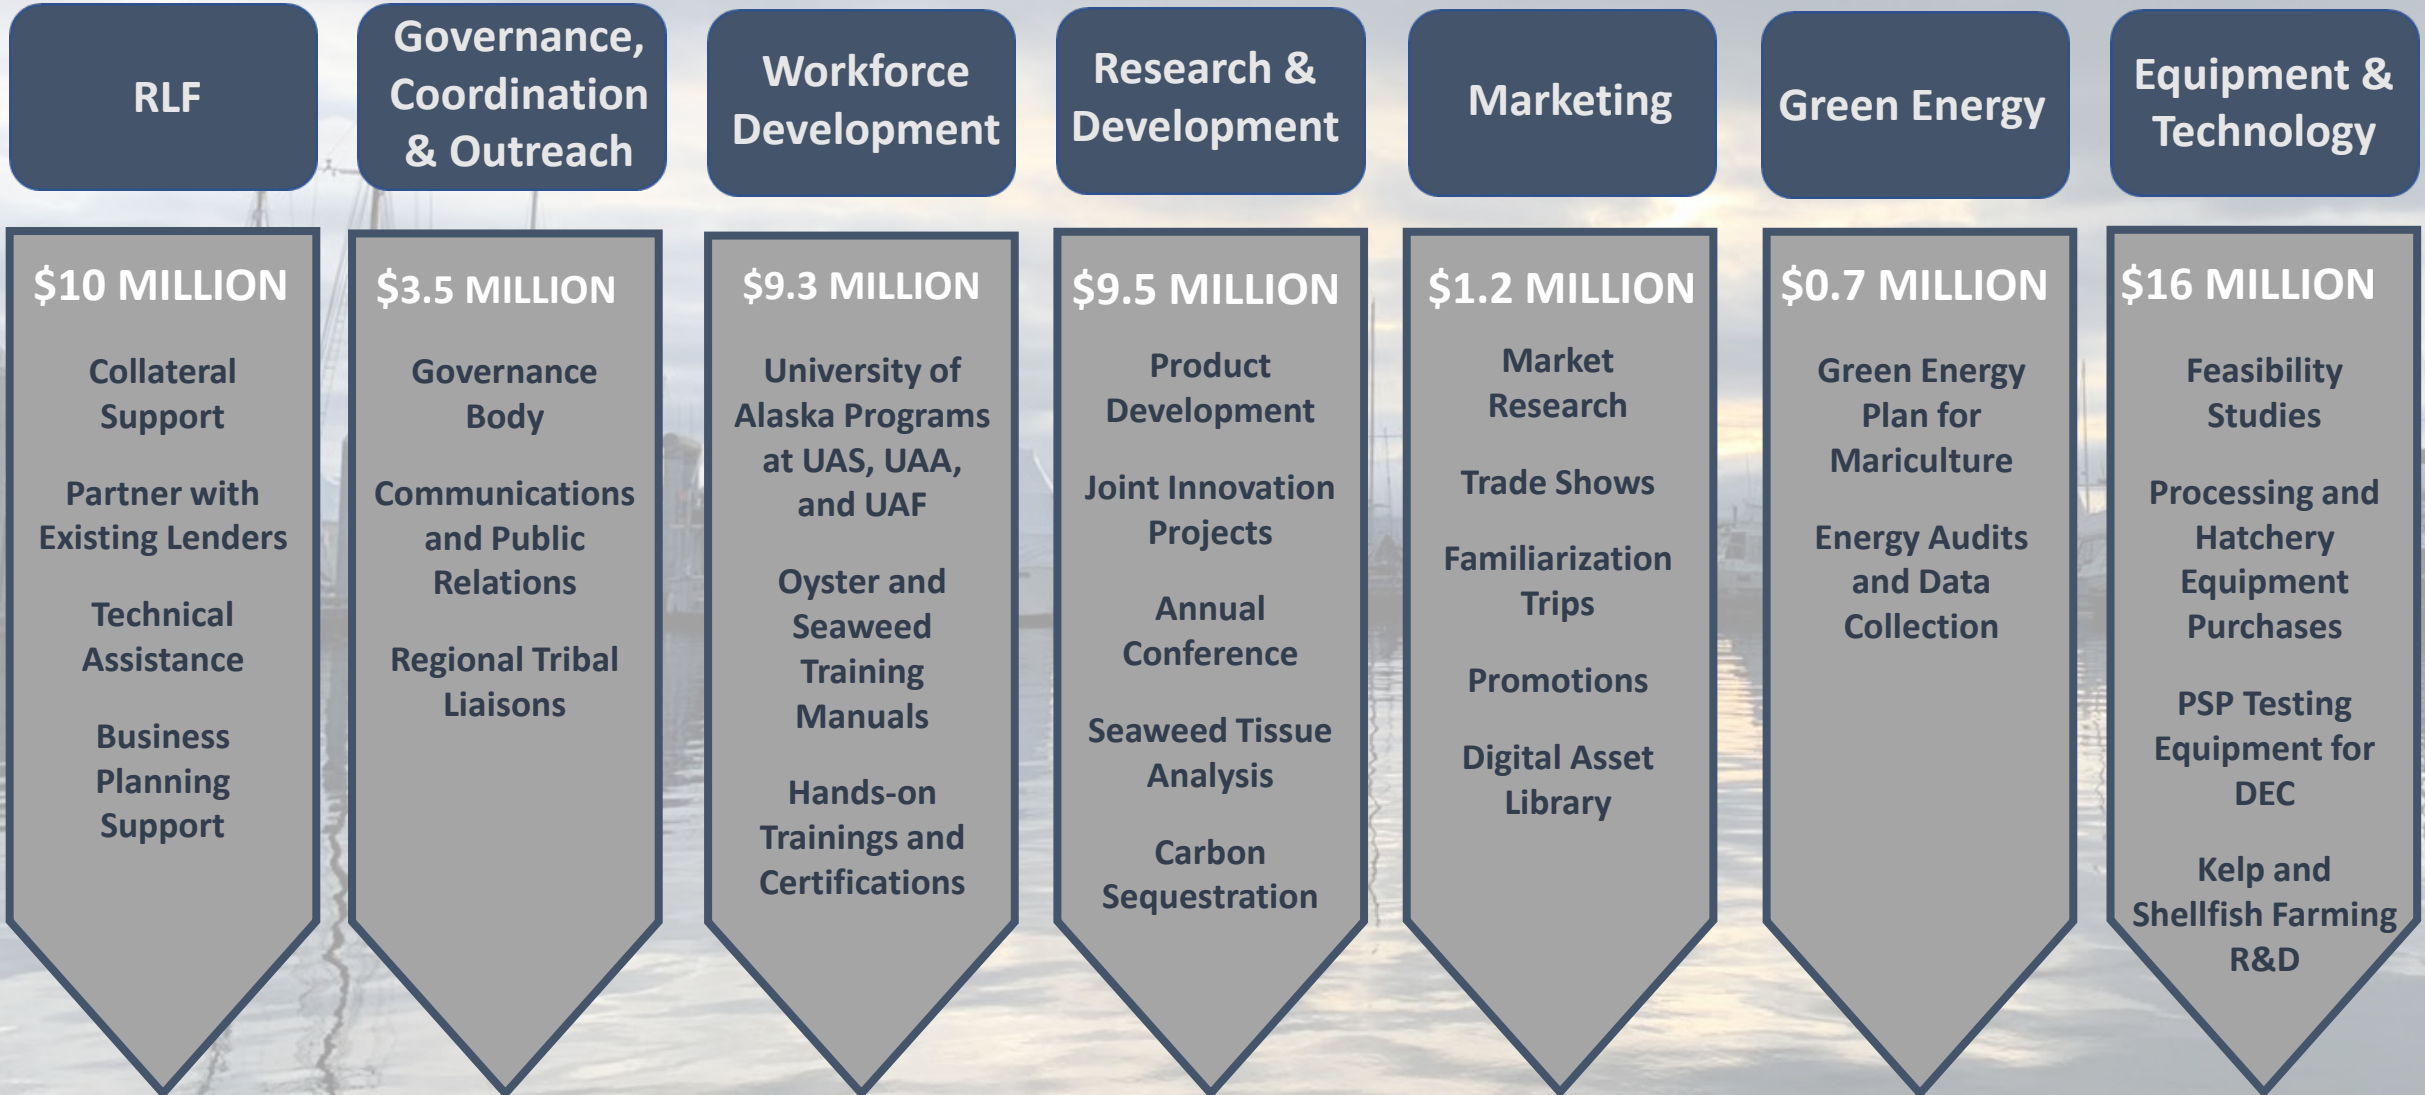 RLF
$10 MILLION
Collateral
Support
Partner with
Existing Lenders
Technical
Assistance
Business
Planning
Support
Governance,
Coordination
& Outreach
$3.5 MILLION
Governance
Body
Communications
and Public
Relations
Regional Tribal
Liaisons
Workforce
Development
$9.3 MILLION
University of
Alaska Programs
at UAS, UAA,
and UAF
Oyster and
Seaweed
Training
Manuals
Hands-on
Trainings and
Certifications
Research &
Development
$9.5 MILLION
Product
Development
Joint Innovation
Projects
Annual
Conference
Seaweed Tissue
Analysis
Carbon
Sequestration
Marketing
$1.2 MILLION
Market
Research
Trade Shows
Familiarization
Trips
Promotions
Digital Asset
Library
Green Energy
$0.7 MILLION
Green Energy
Plan for
Mariculture
Energy Audits
and Data
Collection
Equipment &
Technology
$16 MILLION
Feasibility
Studies
Processing and
Hatchery
Equipment
Purchases
PSP Testing
Equipment for
DEC
Kelp and
Shellfish Farming
R&D